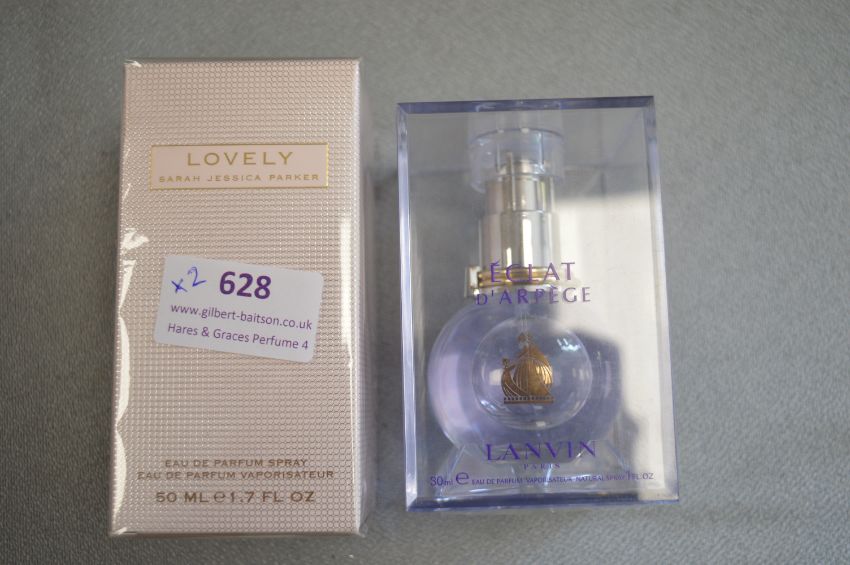 LOVELY
SARAH JESSICA PARKER
x2 628
www.gilbert-baitson.co.uk
Hares & Graces Perfume 4
EAU DE PARFUM SPRAY
EAU DE PARFUM VAPORISATEUR
50 ML e 1.7 FL OZ
ÉCLAT
D'ARPÈGE
LANVIN
PARIS
30ml e EAU DE PARFUM VAPORISATEUR NATURAL SPRAY 1FL.OZ